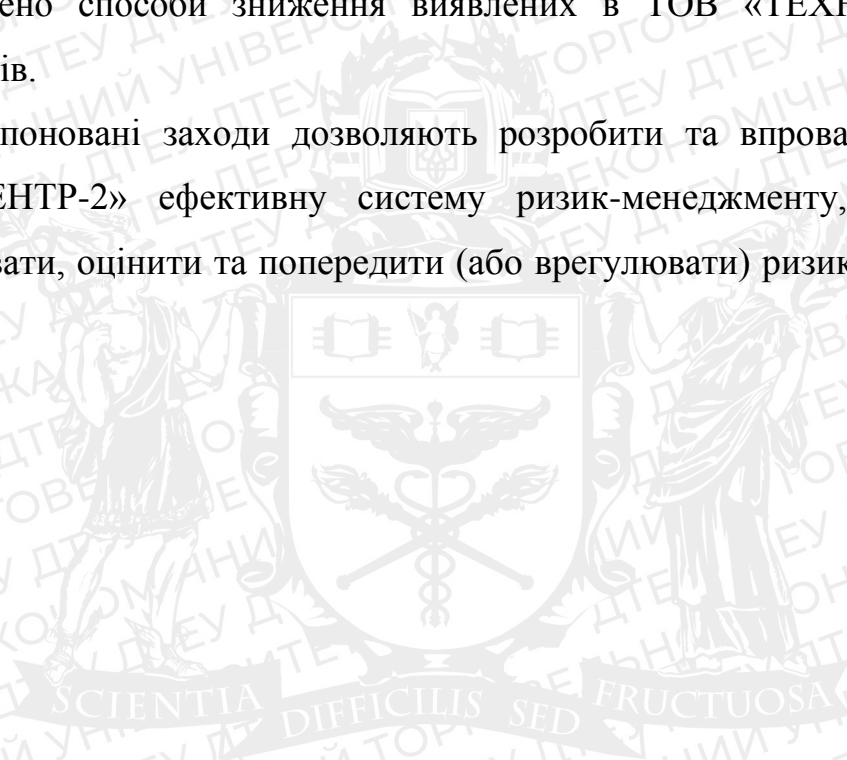 ено способи зниження виявлених в ТОВ «ТЕХН
ів.
поновані заходи дозволяють розробити та впрова
ЕНТР-2» ефективну систему ризик-менеджменту,
вати, оцінити та попередити (або врегулювати) ризик
SCIENTIA DIFFICILIS SED FRUCTUOSA